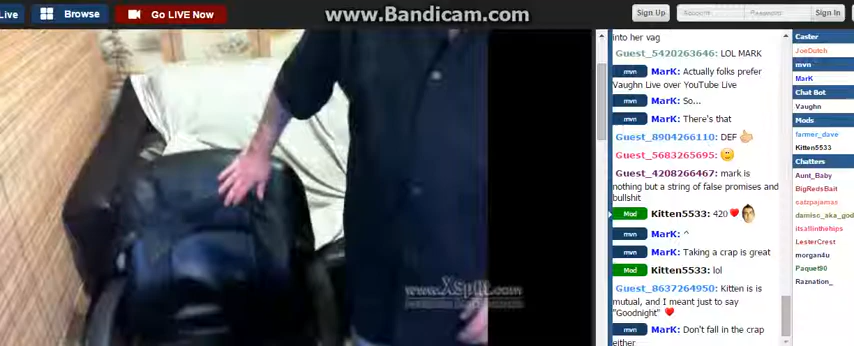 www.Bandicam.com
Live
Browse
Go LIVE Now
Sign Up
Password
Sign In
into her vag
Guest_5420263646: LOL MARK
mvn MarK: Actually folks prefer
Vaughn Live over YouTube Live
mvn MarK: So...
mvn MarK: There's that
Guest_8904266110: DEF
Guest_5683265695:
Guest_4208266467: mark is
nothing but a string of false promises and
bullshit
Mod Kitten5533: 420
mvn MarK: ^
mvn MarK: Taking a crap is great
Mod Kitten5533: lol
Guest_8637264950: Kitten is is
mutual, and I meant just to say
"Goodnight"
mvn MarK: Don't fall in the crap
either
Caster
JoeDutch
mvn
MarK
Chat Bot
Vaughn
Mods
farmer_dave
Kitten5533
Chatters
Aunt_Baby
BigRedsBait
satzpajamas
damisc_aka_god
itsallinthehips
LesterCrest
morgan4u
Paquet90
Raznation_
www.XSplit.com